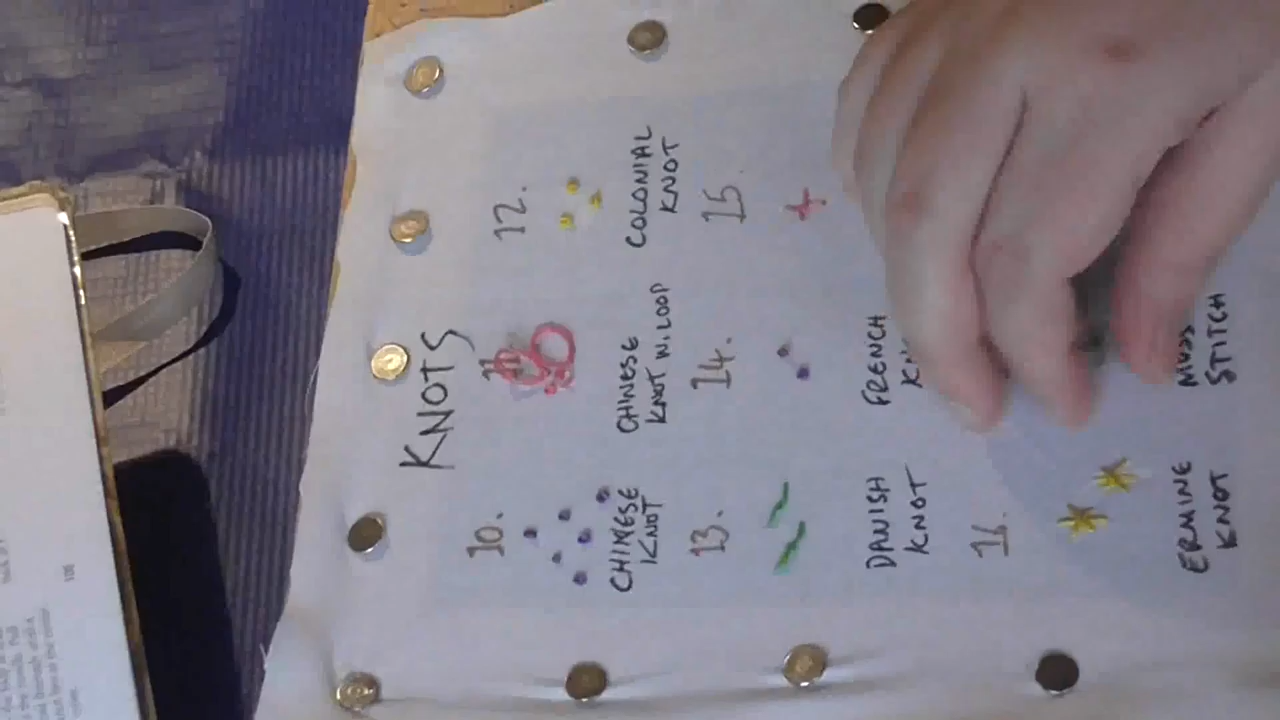 KNOTS
10.
11
12.
CHINESE
KNOT
CHINESE
KNOT W. LOOP
COLONIAL
KNOT
13.
14.
15.
DANISH
KNOT
FRENCH
16.
ERMINE
KNOT
MOSS
STITCH